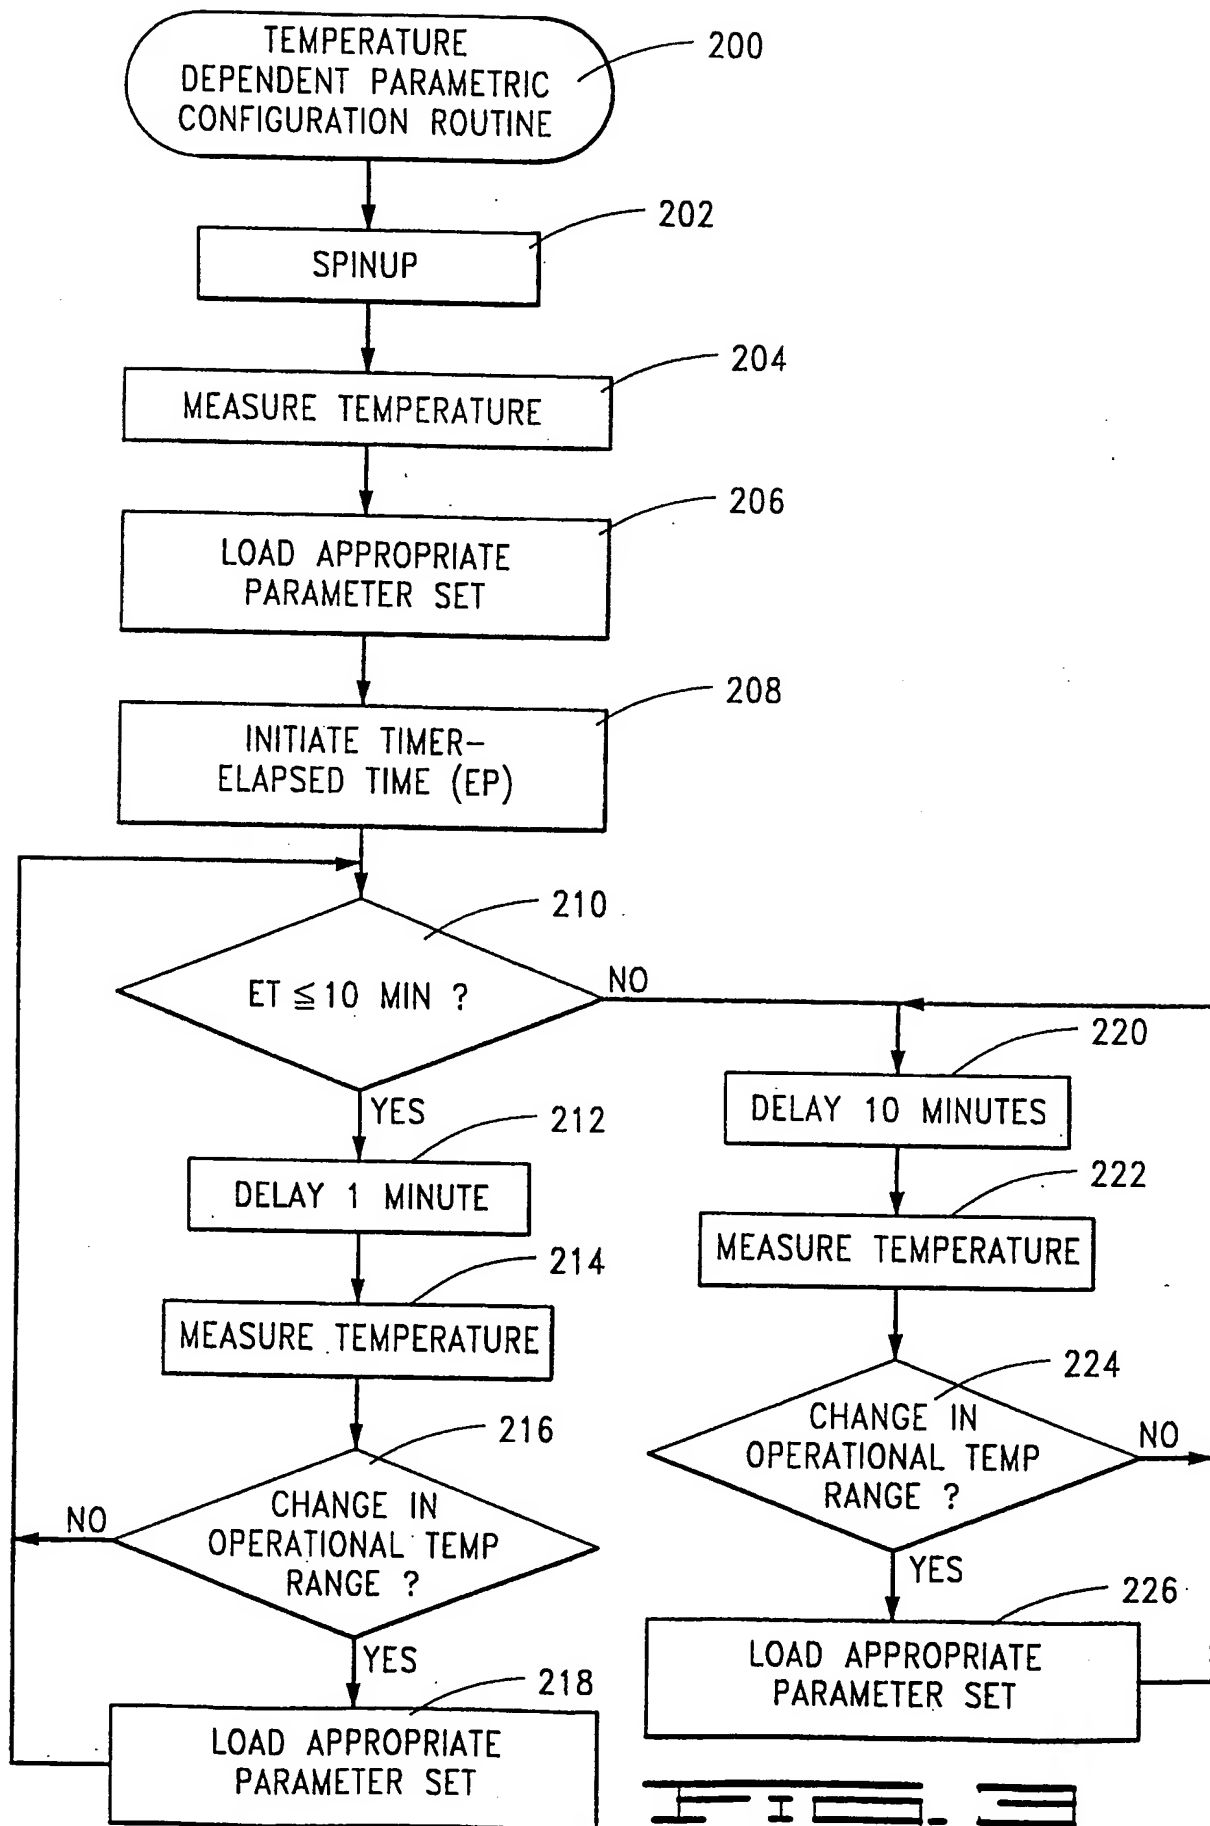 TEMPERATURE
DEPENDENT PARAMETRIC
CONFIGURATION ROUTINE
200
202
SPINUP
204
MEASURE TEMPERATURE
206
LOAD APPROPRIATE
PARAMETER SET
208
INITIATE TIMER-
ELAPSED TIME (EP)
210
ET ≦ 10 MIN ?
NO
YES
212
DELAY 1 MINUTE
214
MEASURE TEMPERATURE
216
CHANGE IN
OPERATIONAL TEMP
RANGE ?
NO
YES
218
LOAD APPROPRIATE
PARAMETER SET
220
DELAY 10 MINUTES
222
MEASURE TEMPERATURE
224
CHANGE IN
OPERATIONAL TEMP
RANGE ?
NO
YES
226
LOAD APPROPRIATE
PARAMETER SET